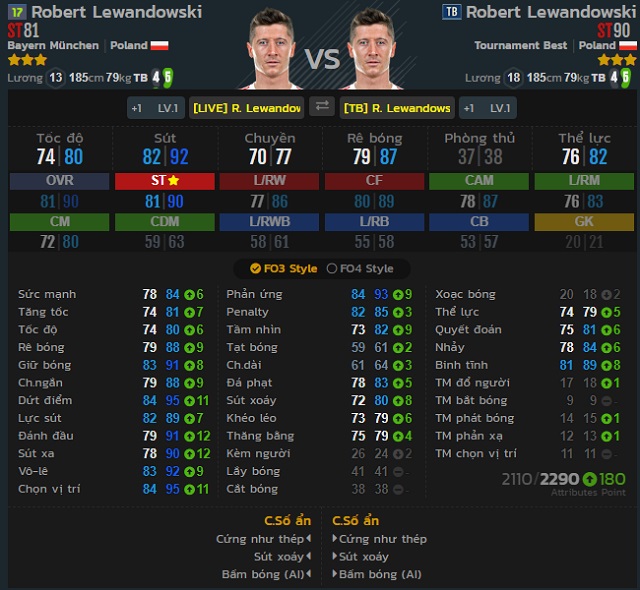 17 Robert Lewandowski
ST81
Bayern München | Poland
Lương 13 185cm 79kg TB 4 5
VS
TB Robert Lewandowski
ST90
Tournament Best | Poland
Lương 18 185cm 79kg TB 4 5
+1 LV.1 [LIVE] R. Lewandow [TB] R. Lewandows +1 LV.1
Tốc độ Sút Chuyền Rê bóng Phòng thủ Thể lực
74|80 82|92 70|77 79|87 37|38 76|82
OVR ST L/RW CF CAM L/RM
81|90 81|90 77|86 80|89 78|87 76|83
CM CDM L/RWB L/RB CB GK
72|80 59|63 58|61 55|58 53|57 20|21
FO3 Style FO4 Style
Sức mạnh 78 84 6 Phản ứng 84 93 9 Xoạc bóng 20 18 2
Tăng tốc 74 81 7 Penalty 82 85 3 Thể lực 74 79 5
Tốc độ 74 80 6 Tầm nhìn 73 82 9 Quyết đoán 75 81 6
Rê bóng 79 88 9 Tạt bóng 59 61 2 Nhảy 78 84 6
Giữ bóng 83 91 8 Ch.dài 61 64 3 Bình tĩnh 81 89 8
Ch.ngắn 79 88 9 Đá phạt 78 83 5 TM đổ người 17 18 1
Dứt điểm 84 95 11 Sút xoáy 72 80 8 TM bắt bóng 9 9 -
Lực sút 82 89 7 Khéo léo 73 79 6 TM phát bóng 14 15 1
Đánh đầu 79 91 12 Thăng bằng 75 79 4 TM phản xạ 12 13 1
Sút xa 78 90 12 Kèm người 26 24 2 TM chọn vị trí 11 11 -
Vô-lê 83 92 9 Lấy bóng 41 41 - 2110/2290 180
Chọn vị trí 84 95 11 Cắt bóng 38 38 - Attributes Point
C.Số ẩn C.Số ẩn
Cứng như thép Cứng như thép
Sút xoáy Sút xoáy
Bấm bóng (AI) Bấm bóng (AI)